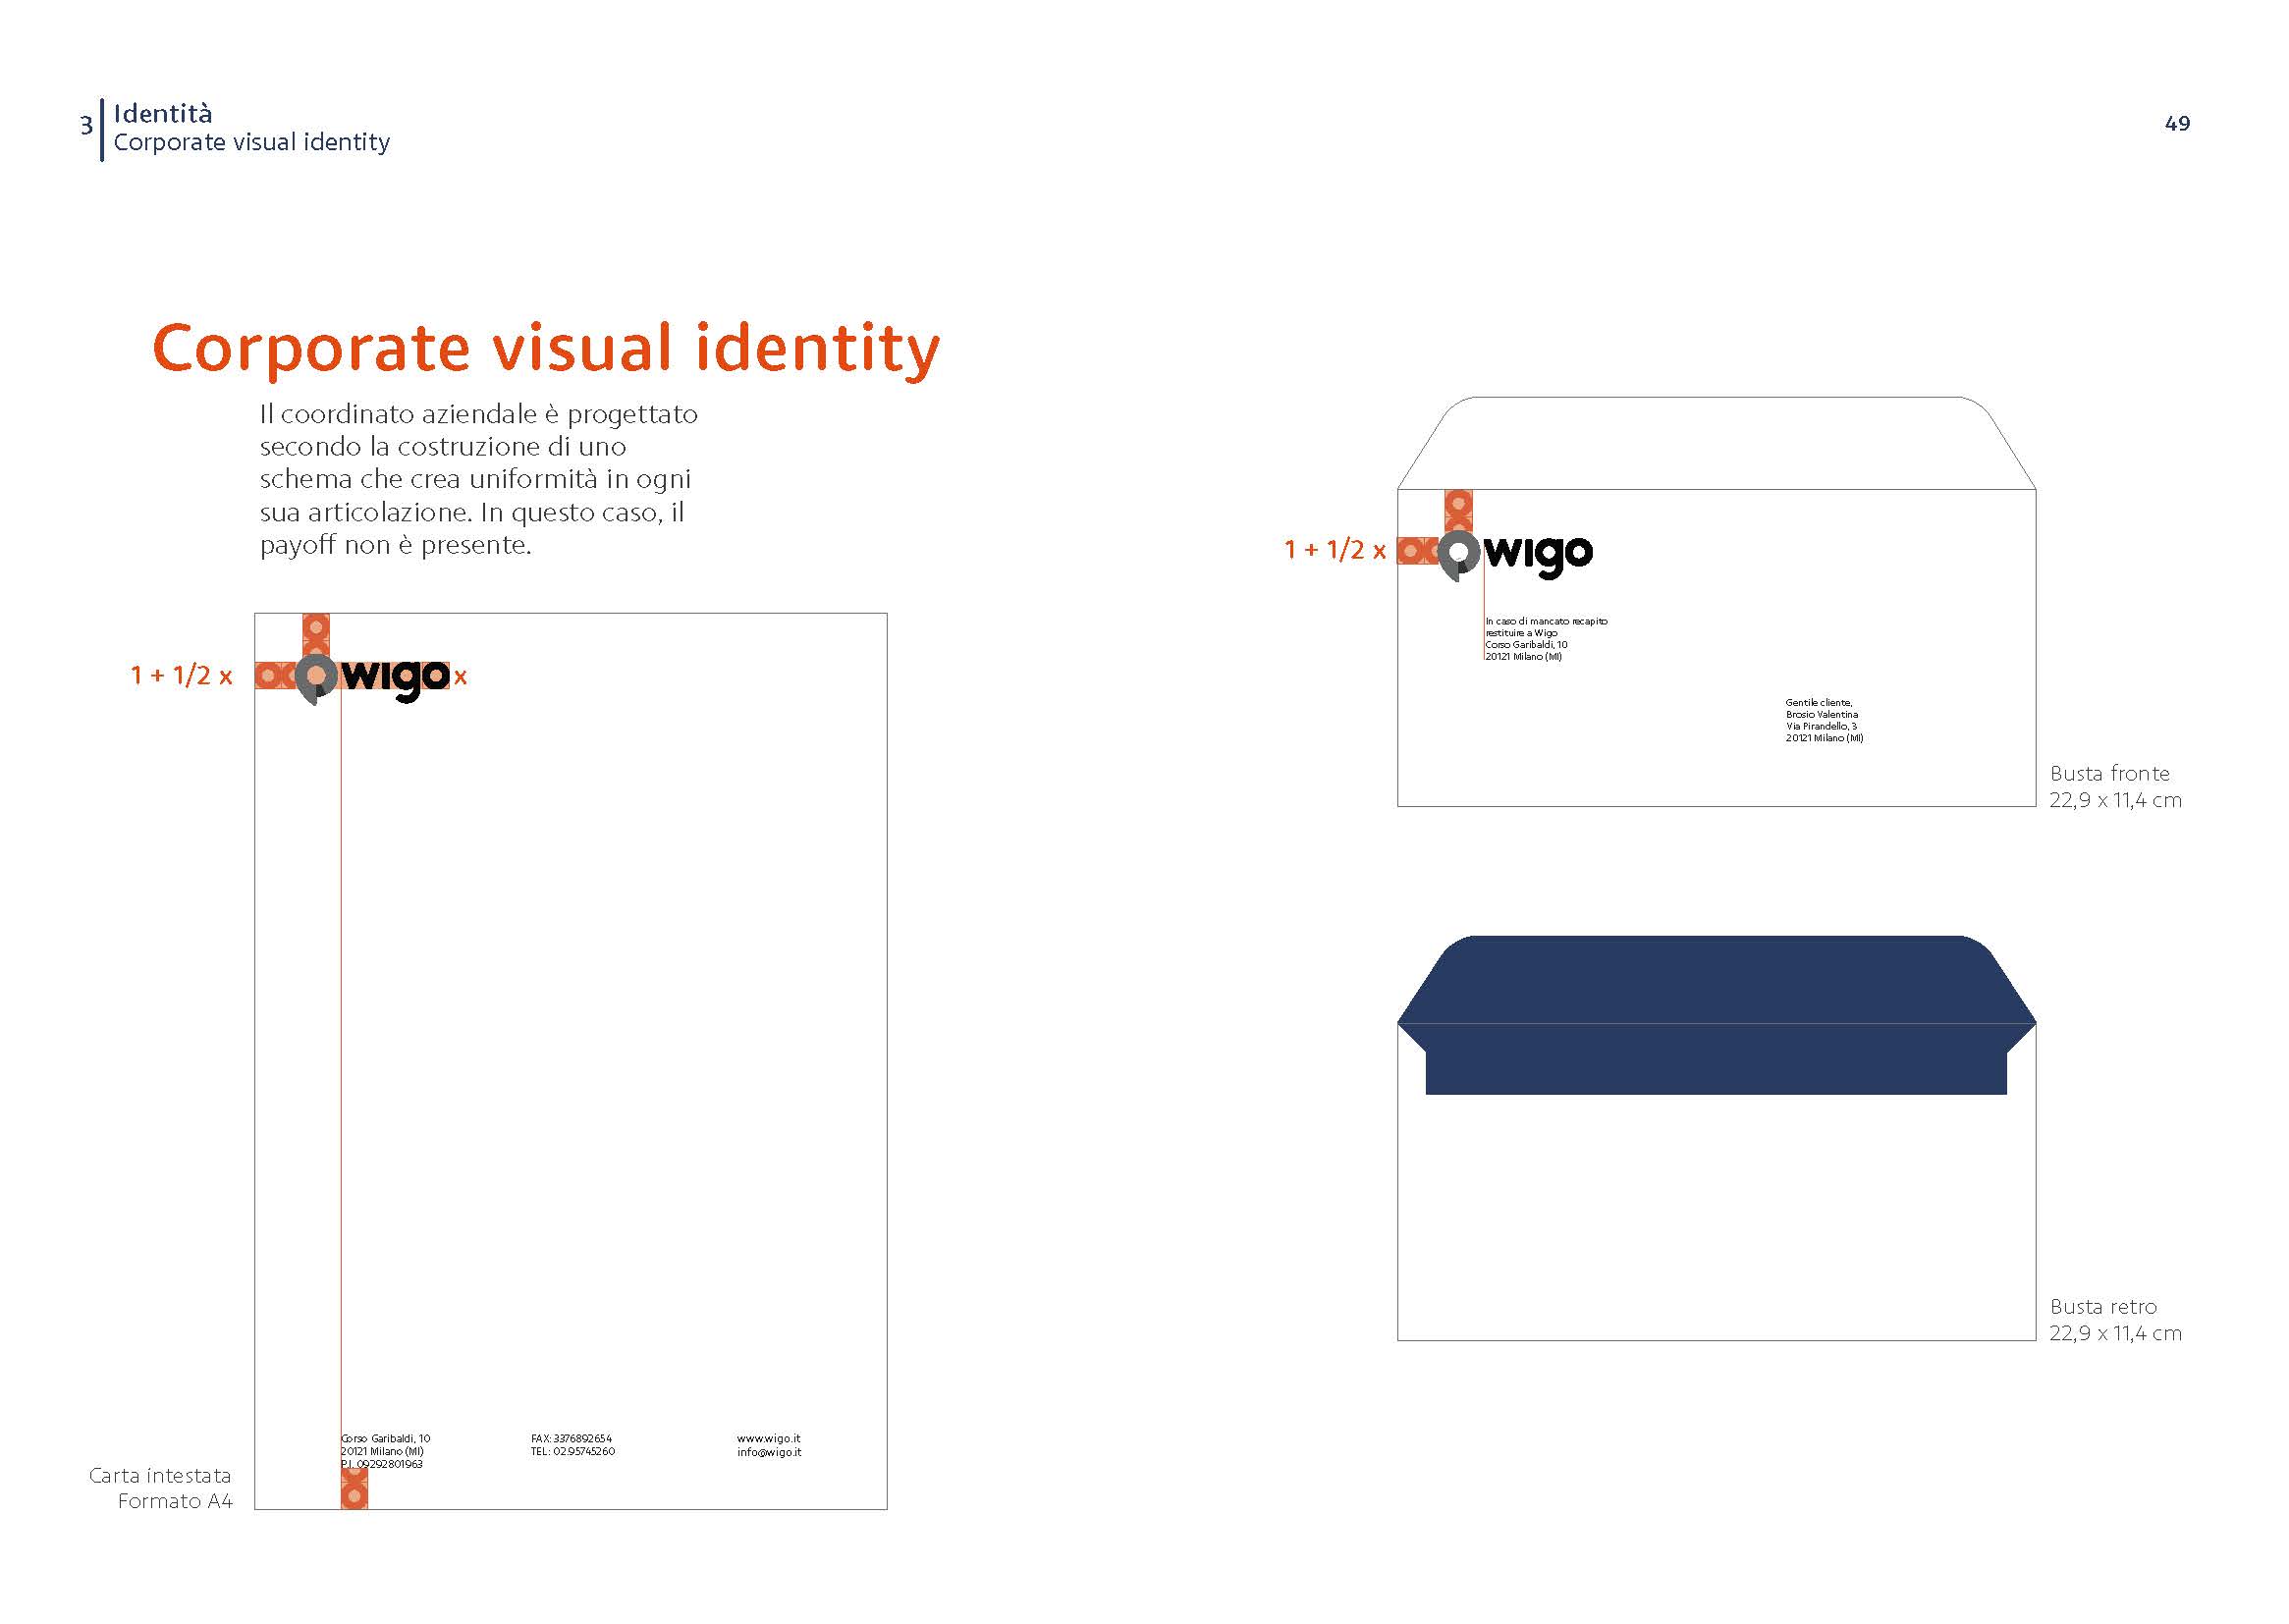 3
Identità
Corporate visual identity
49
Corporate visual identity
Il coordinato aziendale è progettato
secondo la costruzione di uno
schema che crea uniformità in ogni
sua articolazione. In questo caso, il
payoff non è presente.
1 + 1/2 x
wigo x
Corso Garibaldi, 10
20121 Milano (MI)
P.I. 09292801963
FAX: 3376892654
TEL: 02.95745260
www.wigo.it
info@wigo.it
Carta intestata
Formato A4
1 + 1/2 x
wigo
In caso di mancato recapito
restituire a Wigo
Corso Garibaldi, 10
20121 Milano (MI)
Gentile cliente,
Brosio Valentina
Via Pirandello, 3
20121 Milano (MI)
Busta fronte
22,9 x 11,4 cm
Busta retro
22,9 x 11,4 cm